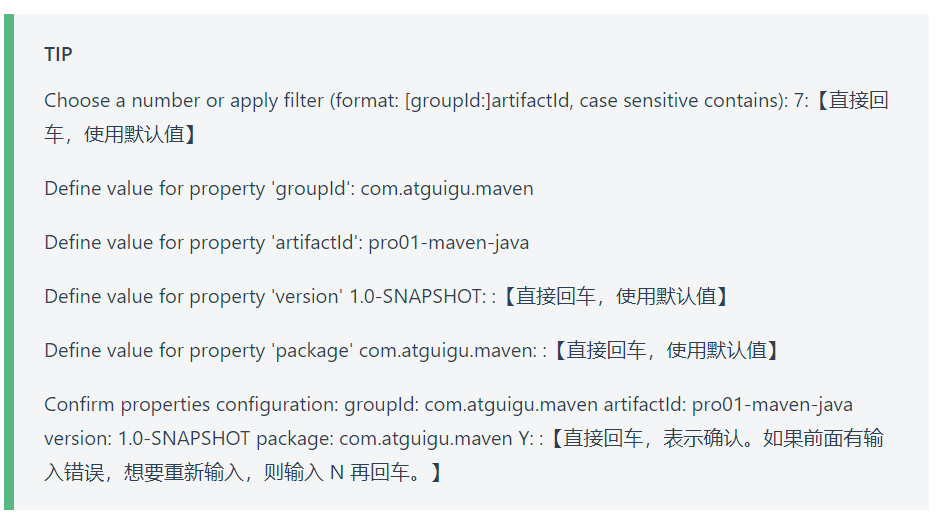 TIP
Choose a number or apply filter (format: [groupId:]artifactId, case sensitive contains): 7:【直接回
车，使用默认值】
Define value for property 'groupId': com.atguigu.maven
Define value for property 'artifactId': pro01-maven-java
Define value for property 'version' 1.0-SNAPSHOT: :【直接回车，使用默认值】
Define value for property 'package' com.atguigu.maven: :【直接回车，使用默认值】
Confirm properties configuration: groupId: com.atguigu.maven artifactId: pro01-maven-java
version: 1.0-SNAPSHOT package: com.atguigu.maven Y: :【直接回车，表示确认。如果前面有输
入错误，想要重新输入，则输入 N 再回车。】